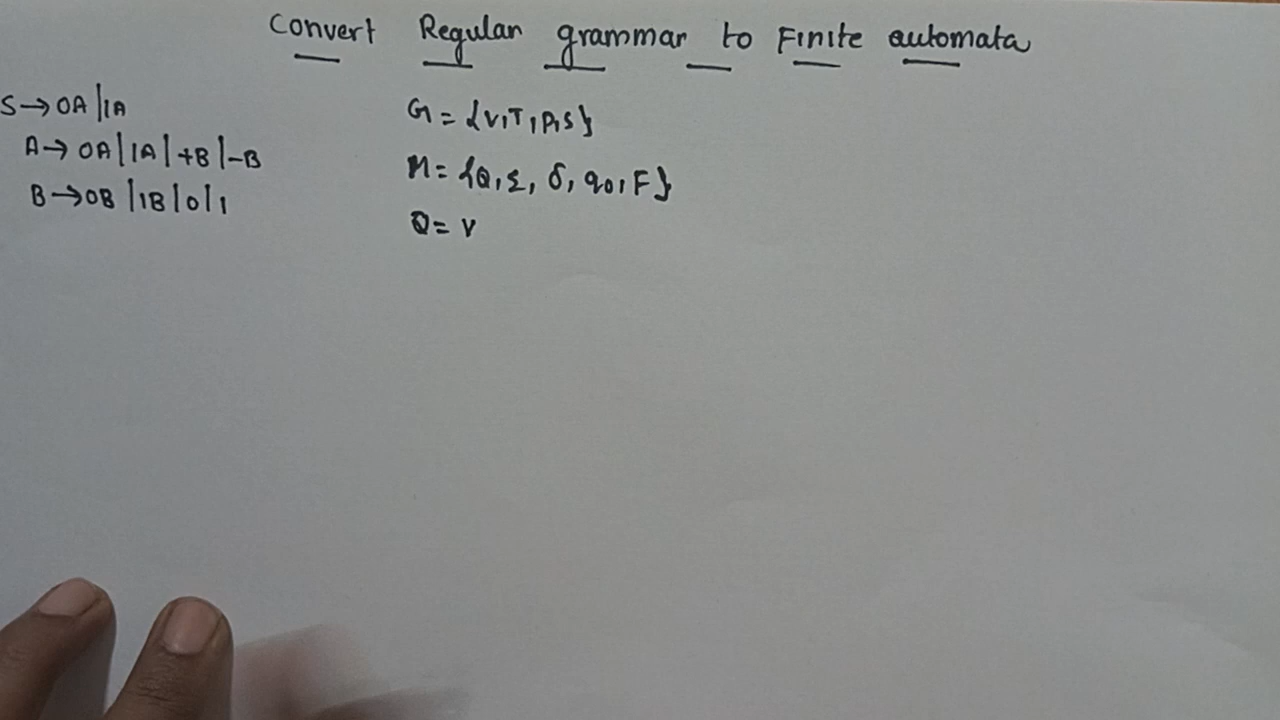 Convert Regular grammar to Finite automata
S→0A|1A
A→0A|1A|+B|-B
B→0B|1B|0|1
G={V,T,P,S}
M={Q,Σ,δ,q0,F}
Q=V